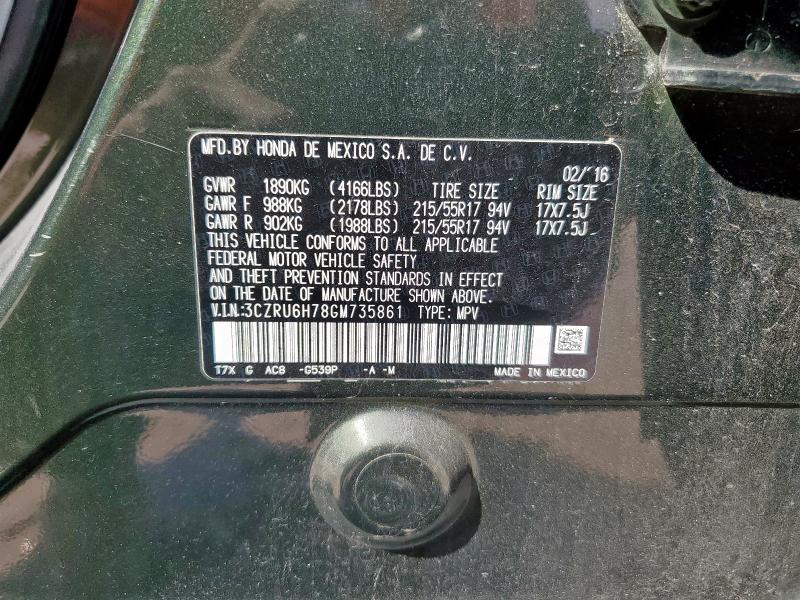 MFD.BY HONDA DE MEXICO S.A. DE C.V.
02/'16
GVWR 1890KG (4166LBS) TIRE SIZE RIM SIZE
GAWR F 988KG (2178LBS) 215/55R17 94V 17X7.5J
GAWR R 902KG (1988LBS) 215/55R17 94V 17X7.5J
THIS VEHICLE CONFORMS TO ALL APPLICABLE
FEDERAL MOTOR VEHICLE SAFETY
AND THEFT PREVENTION STANDARDS IN EFFECT
ON THE DATE OF MANUFACTURE SHOWN ABOVE.
V.I.N.:3CZRU6H78GM735861 TYPE: MPV
T7X G AC8 -G539P -A -M MADE IN MEXICO